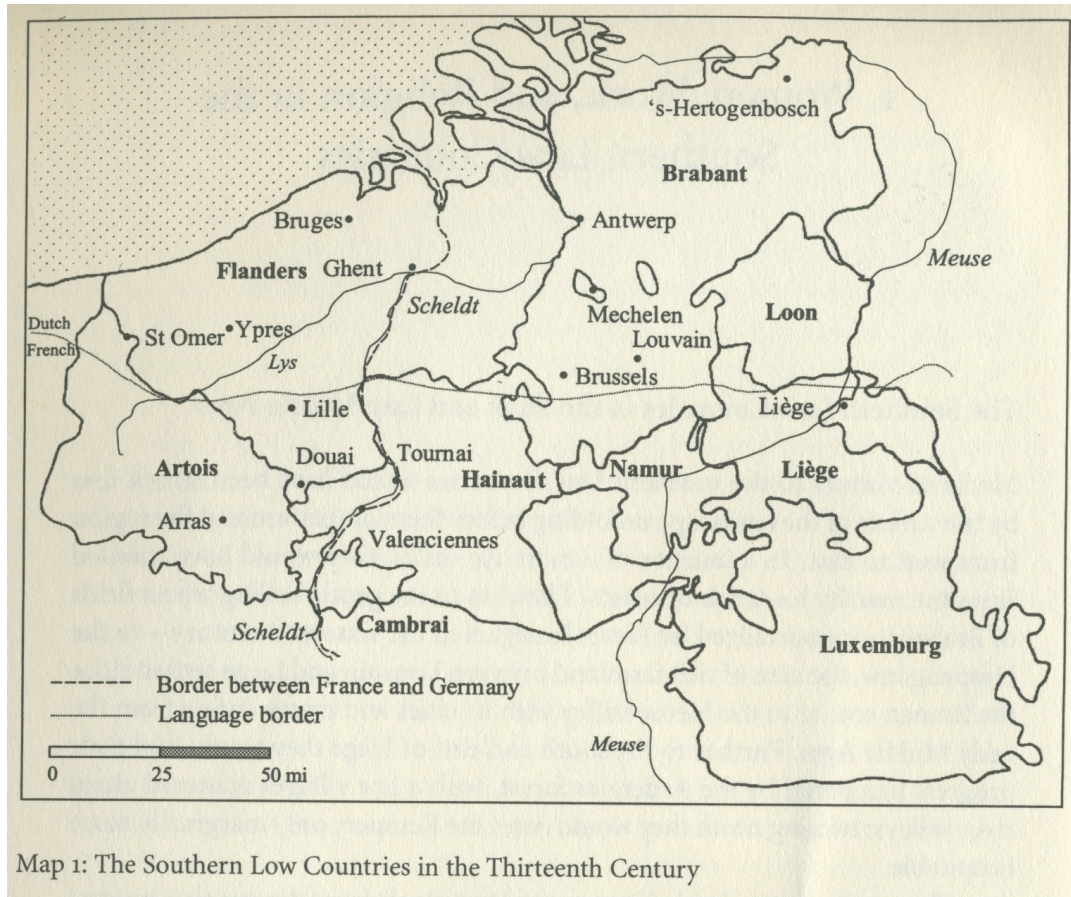 's-Hertogenbosch
Brabant
Bruges
Antwerp
Meuse
Flanders
Ghent
Scheldt
Loon
Mechelen
Dutch
French
St Omer
Ypres
Louvain
Lys
Brussels
Liège
Lille
Douai
Tournai
Artois
Hainaut
Namur
Liège
Arras
Valenciennes
Scheldt
Cambrai
Luxemburg
Border between France and Germany
Language border
Meuse
0 25 50 mi
Map 1: The Southern Low Countries in the Thirteenth Century